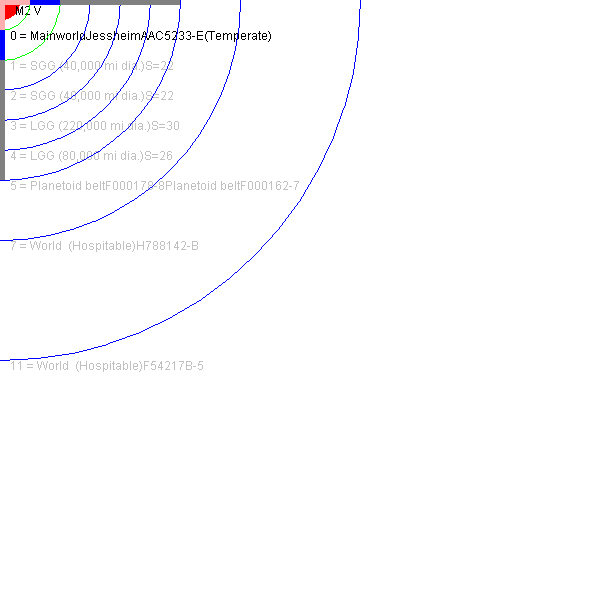 M2 V
0 = MainworldJessheimAAC5233-E(Temperate)
1 = SGG (40,000 mi dia.)S=22
2 = SGG (40,000 mi dia.)S=22
3 = LGG (220,000 mi dia.)S=30
4 = LGG (80,000 mi dia.)S=26
5 = Planetoid beltF000179-8Planetoid beltF000162-7
7 = World  (Hospitable)H788142-B
11 = World  (Hospitable)F54217B-5